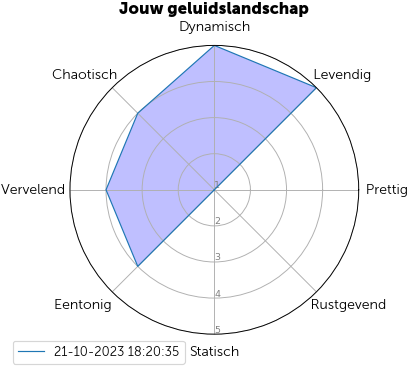 Jouw geluidslandschap
Dynamisch
Chaotisch
Levendig
Vervelend
1
Prettig
2
3
4
Eentonig
Rustgevend
5
21-10-2023 18:20:35
Statisch